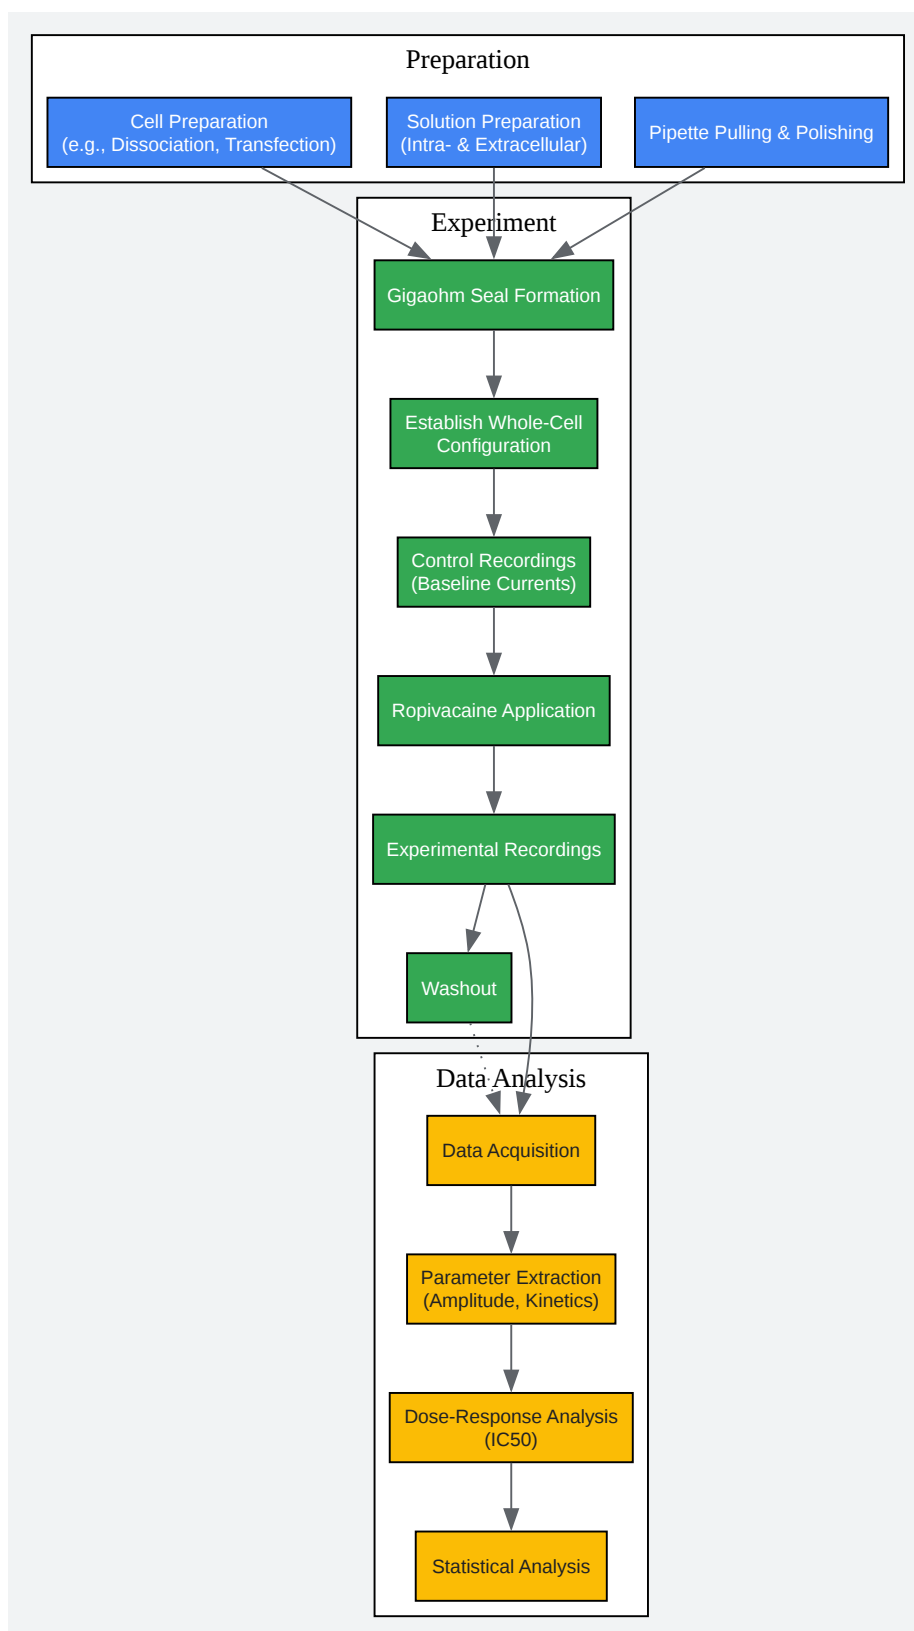 Preparation
Cell Preparation
(e.g., Dissociation, Transfection)
Solution Preparation
(Intra- & Extracellular)
Pipette Pulling & Polishing
Experiment
Gigaohm Seal Formation
Establish Whole-Cell
Configuration
Control Recordings
(Baseline Currents)
Ropivacaine Application
Experimental Recordings
Washout
Data Analysis
Data Acquisition
Parameter Extraction
(Amplitude, Kinetics)
Dose-Response Analysis
(IC50)
Statistical Analysis